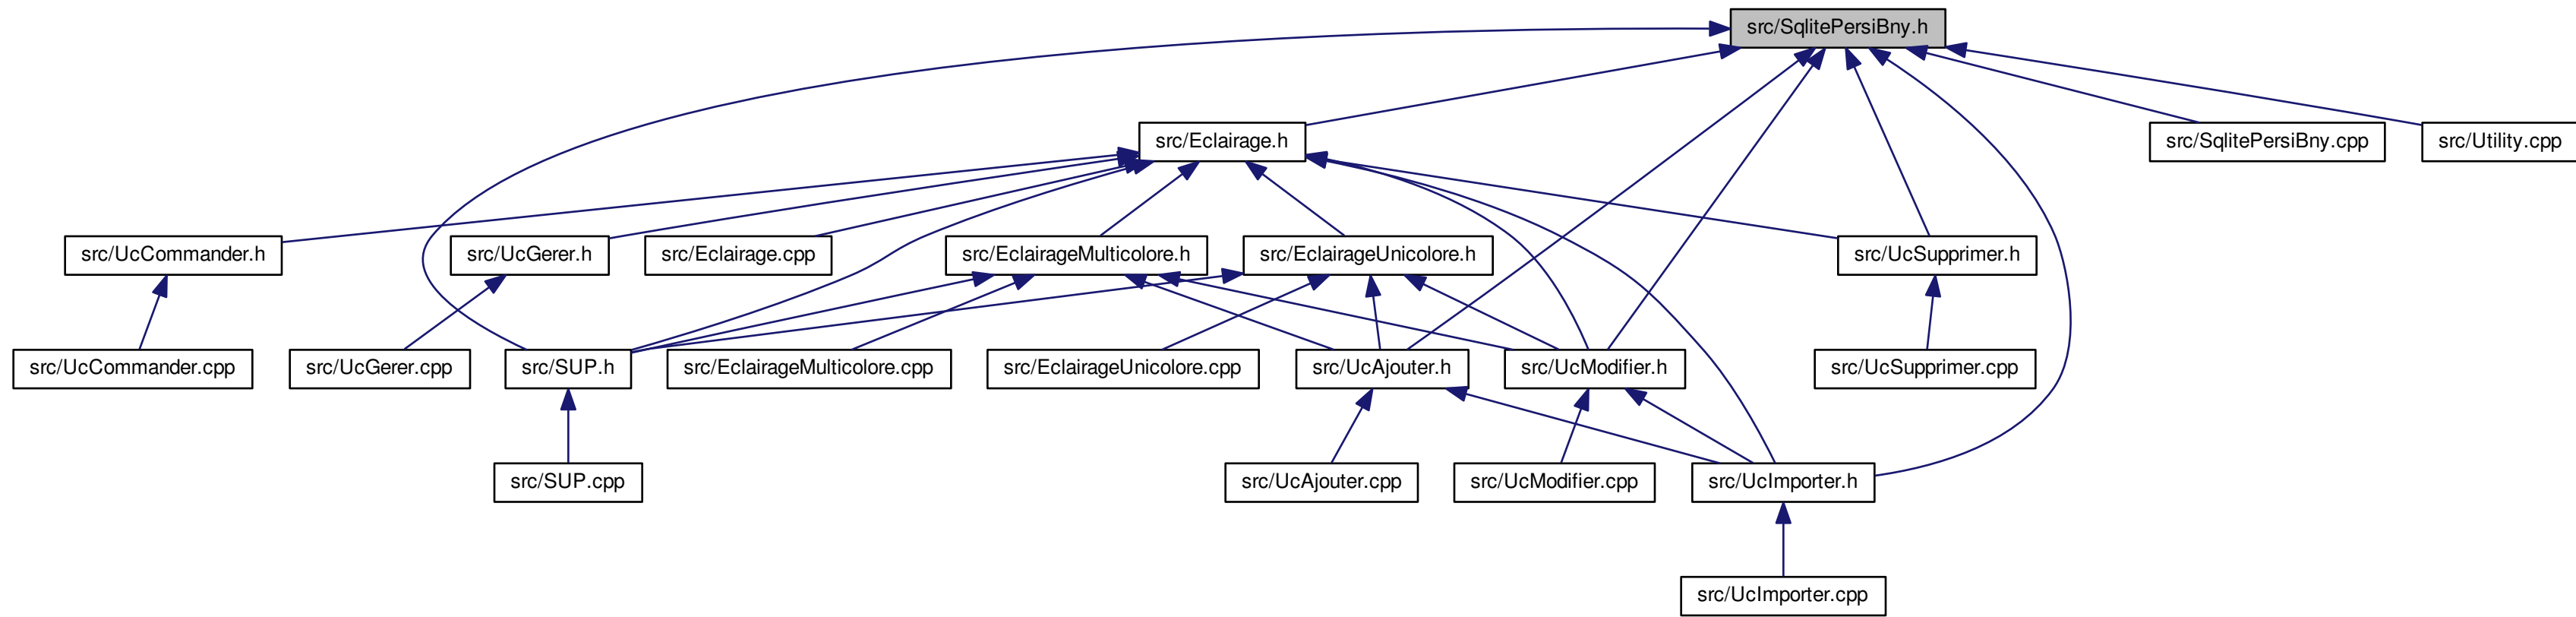 src/SqlitePersiBny.h
src/Eclairage.h
src/SqlitePersiBny.cpp
src/Utility.cpp
src/UcCommander.h
src/UcGerer.h
src/Eclairage.cpp
src/EclairageMulticolore.h
src/EclairageUnicolore.h
src/UcSupprimer.h
src/UcCommander.cpp
src/UcGerer.cpp
src/SUP.h
src/EclairageMulticolore.cpp
src/EclairageUnicolore.cpp
src/UcAjouter.h
src/UcModifier.h
src/UcSupprimer.cpp
src/SUP.cpp
src/UcAjouter.cpp
src/UcModifier.cpp
src/UcImporter.h
src/UcImporter.cpp